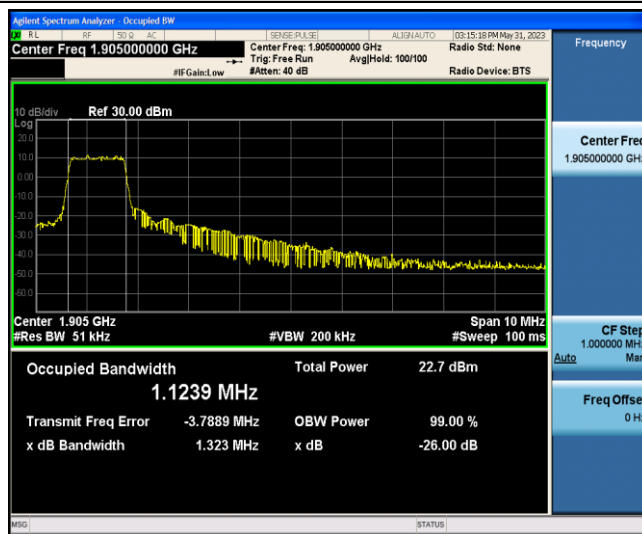 Agilent Spectrum Analyzer - Occupied BW
RL RF 50 Ω AC SENSE:PULSE ALIGNAUTO 03:15:18 PM May 31, 2023
Center Freq 1.905000000 GHz
Center Freq: 1.905000000 GHz
Radio Std: None
Trig: Free Run Avg|Hold: 100/100
#IFGain:Low #Atten: 40 dB Radio Device: BTS
Frequency
10 dB/div Ref 30.00 dBm
Log
20.0
10.0
0.00
-10.0
-20.0
-30.0
-40.0
-50.0
-60.0
Center 1.905 GHz Span 10 MHz
#Res BW 51 kHz #VBW 200 kHz #Sweep 100 ms
Occupied Bandwidth Total Power 22.7 dBm
1.1239 MHz
Transmit Freq Error -3.7889 MHz OBW Power 99.00 %
x dB Bandwidth 1.323 MHz x dB -26.00 dB
Center Freq
1.905000000 GHz
CF Step
1.000000 MHz
Auto Man
Freq Offse
0 Hz
MSG STATUS